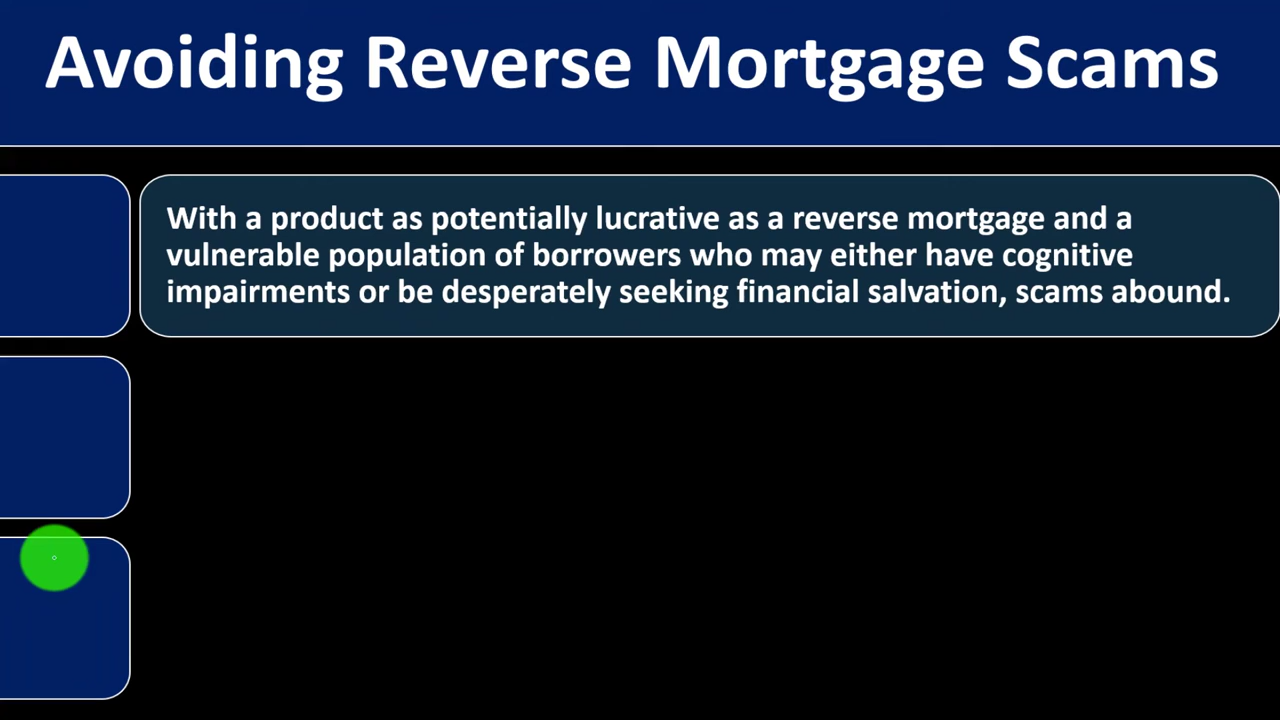 Avoiding Reverse Mortgage Scams
With a product as potentially lucrative as a reverse mortgage and a
vulnerable population of borrowers who may either have cognitive
impairments or be desperately seeking financial salvation, scams abound.